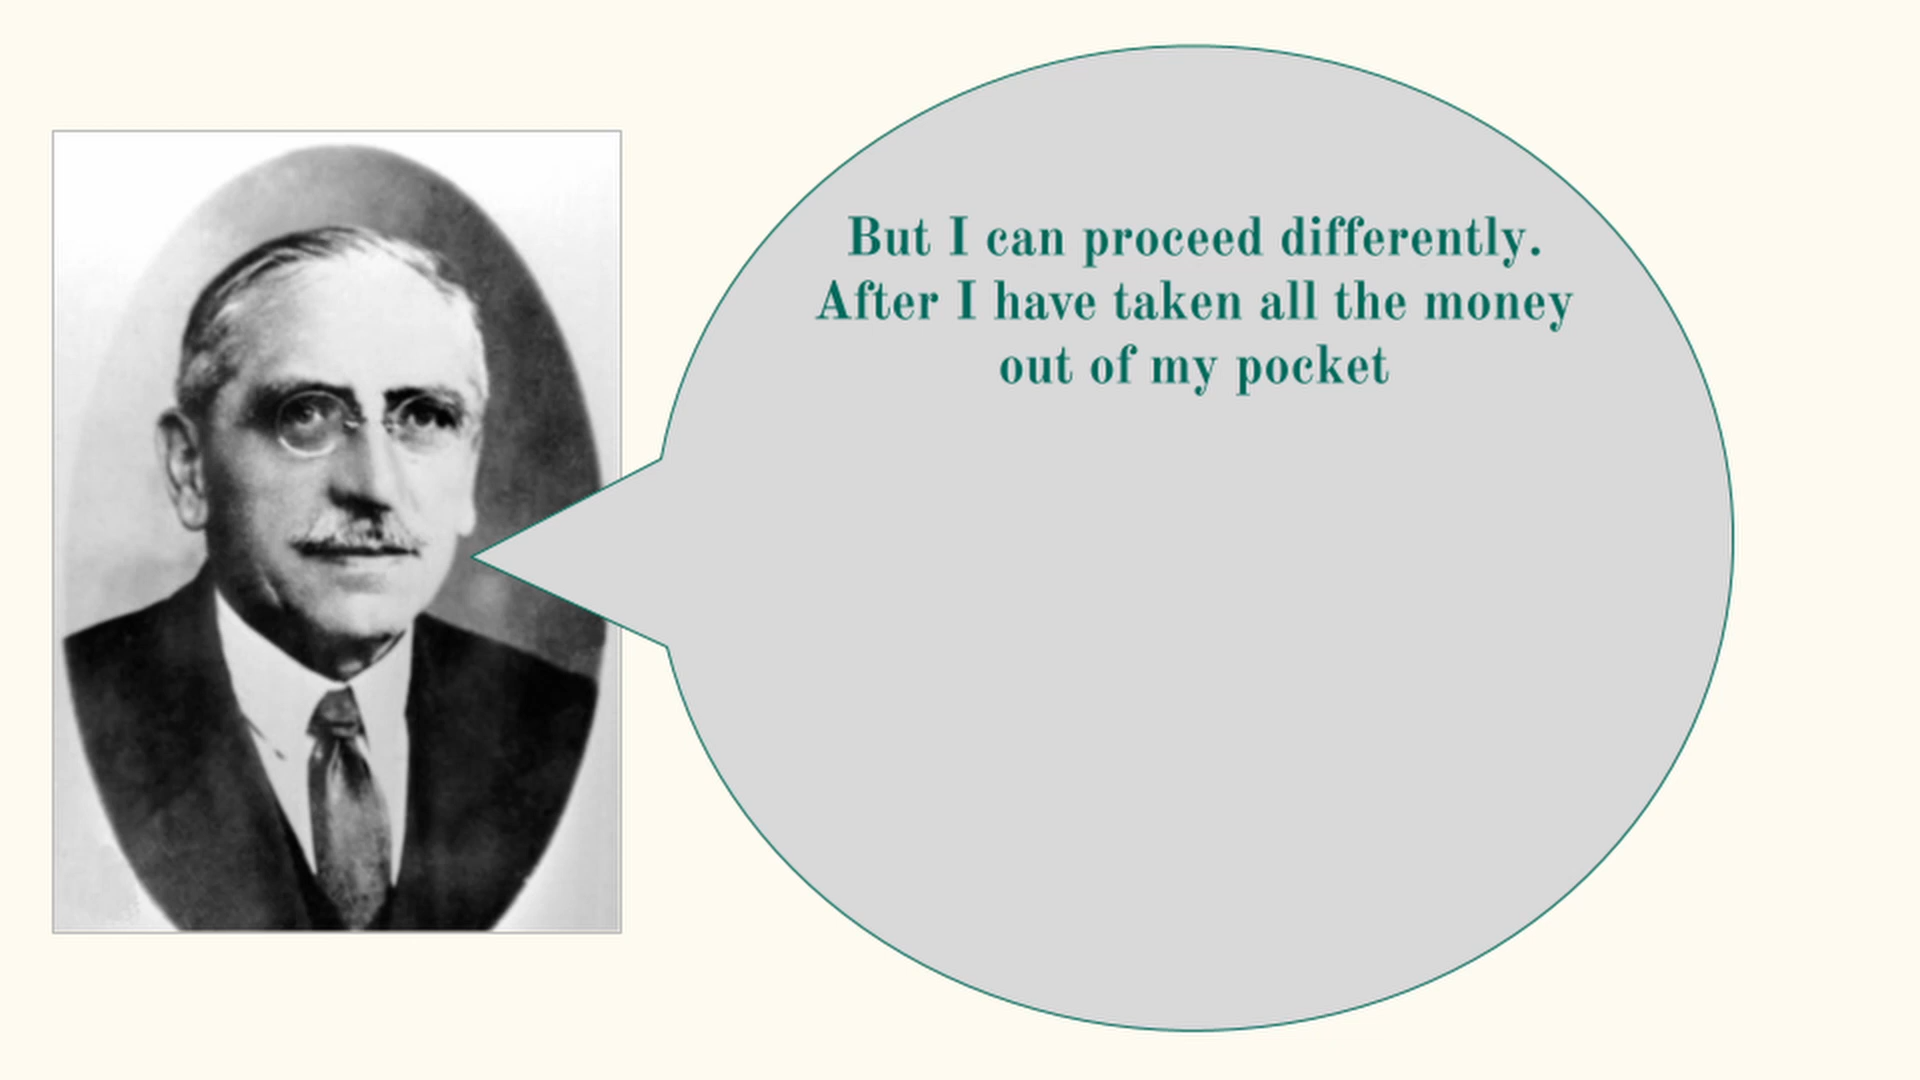 But I can proceed differently.
After I have taken all the money
out of my pocket